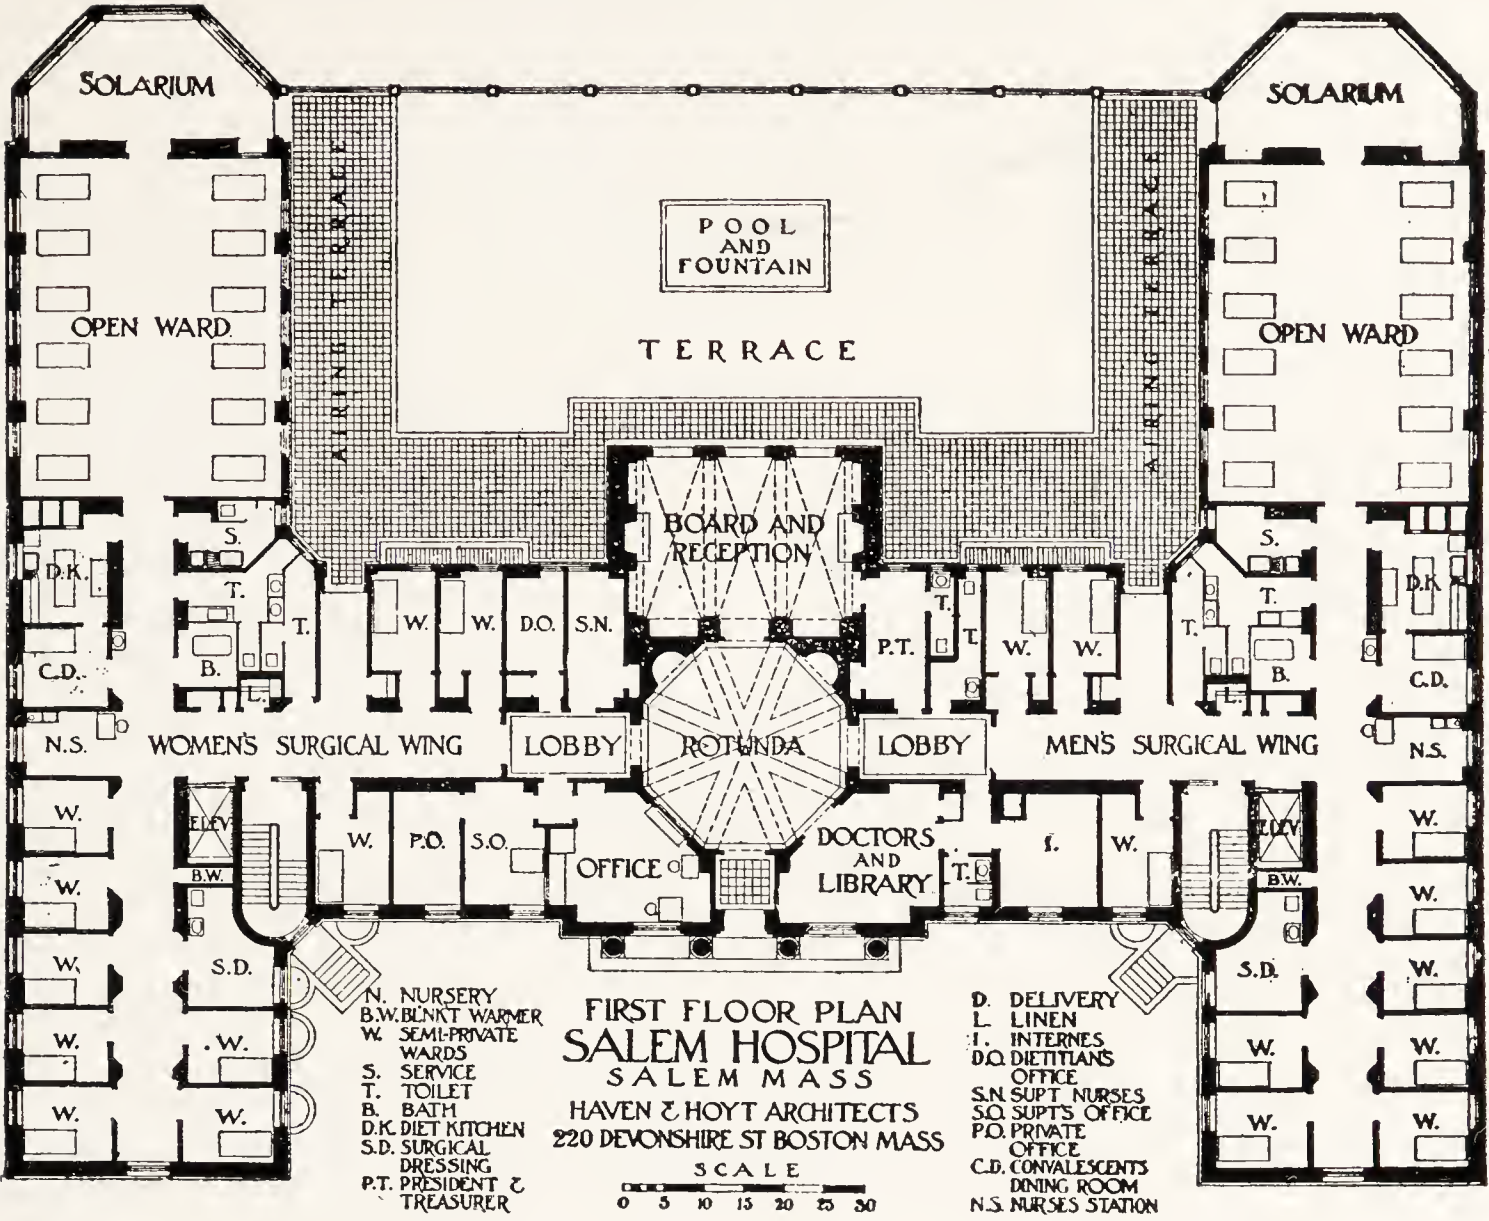 SOLARIUM
SOLARIUM
AIRING TERRACE
POOL
AND
FOUNTAIN
TERRACE
AIRING TERRACE
OPEN WARD
OPEN WARD
S.
D.K.
T.
T.
B.
C.D.
L.
W.
W.
D.O.
S.N.
BOARD AND
RECEPTION
P.T.
T.
T.
W.
W.
T.
S.
T.
D.K
B.
C.D.
L.
N.S.
WOMEN'S SURGICAL WING
LOBBY
ROTUNDA
LOBBY
MEN'S SURGICAL WING
N.S.
W.
ELEV
B.W.
W.
P.O.
S.O.
OFFICE
DOCTORS
AND
LIBRARY
T.
I.
W.
ELEV
B.W.
W.
W.
W.
W.
S.D.
S.D.
W.
W.
W.
W.
W.
W.
W.
W.
W.
N. NURSERY
B.W. BLNKT WARMER
W. SEMI-PRIVATE
WARDS
S. SERVICE
T. TOILET
B. BATH
D.K. DIET KITCHEN
S.D. SURGICAL
DRESSING
P.T. PRESIDENT &
TREASURER
FIRST FLOOR PLAN
SALEM HOSPITAL
SALEM MASS
HAVEN & HOYT ARCHITECTS
220 DEVONSHIRE ST BOSTON MASS
SCALE
0 5 10 15 20 25 30
D. DELIVERY
L. LINEN
I. INTERNES
D.O. DIETITIAN'S
OFFICE
S.N. SUPT NURSES
S.O. SUPT'S OFFICE
P.O. PRIVATE
OFFICE
C.D. CONVALESCENTS
DINING ROOM
N.S. NURSES STATION